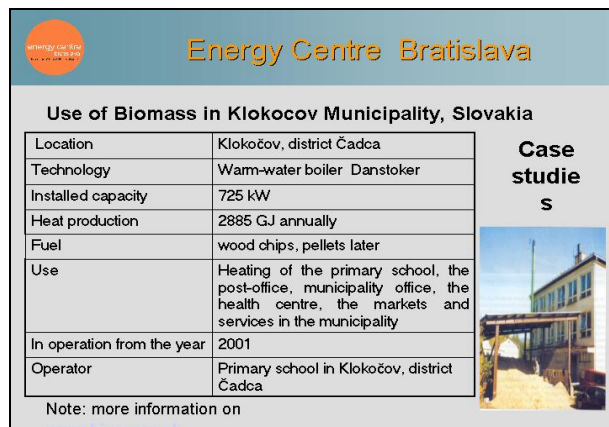 energy centre
Energy Centre Bratislava
Use of Biomass in Klokocov Municipality, Slovakia
Location Klokočov, district Čadca
Technology Warm-water boiler Danstoker
Installed capacity 725 kW
Heat production 2885 GJ annually
Fuel wood chips, pellets later
Use Heating of the primary school, the
post-office, municipality office, the
health centre, the markets and
services in the municipality
In operation from the year 2001
Operator Primary school in Klokočov, district
Čadca
Case
studie
s
Note: more information on